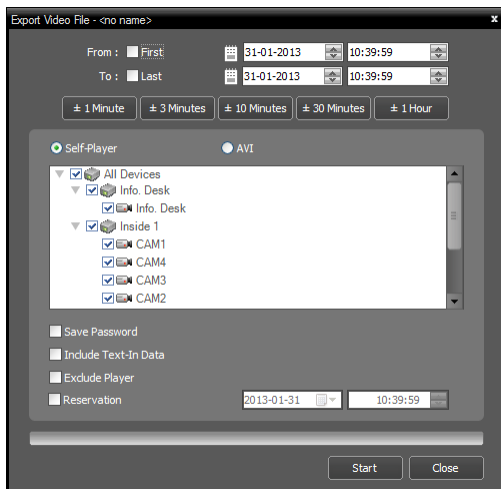 Export Video File - <no name> x
From : First 31-01-2013 10:39:59
To : Last 31-01-2013 10:39:59
± 1 Minute ± 3 Minutes ± 10 Minutes ± 30 Minutes ± 1 Hour
Self-Player AVI
All Devices
Info. Desk
Info. Desk
Inside 1
CAM1
CAM4
CAM3
CAM2
Save Password
Include Text-In Data
Exclude Player
Reservation 2013-01-31 10:39:59
Start Close